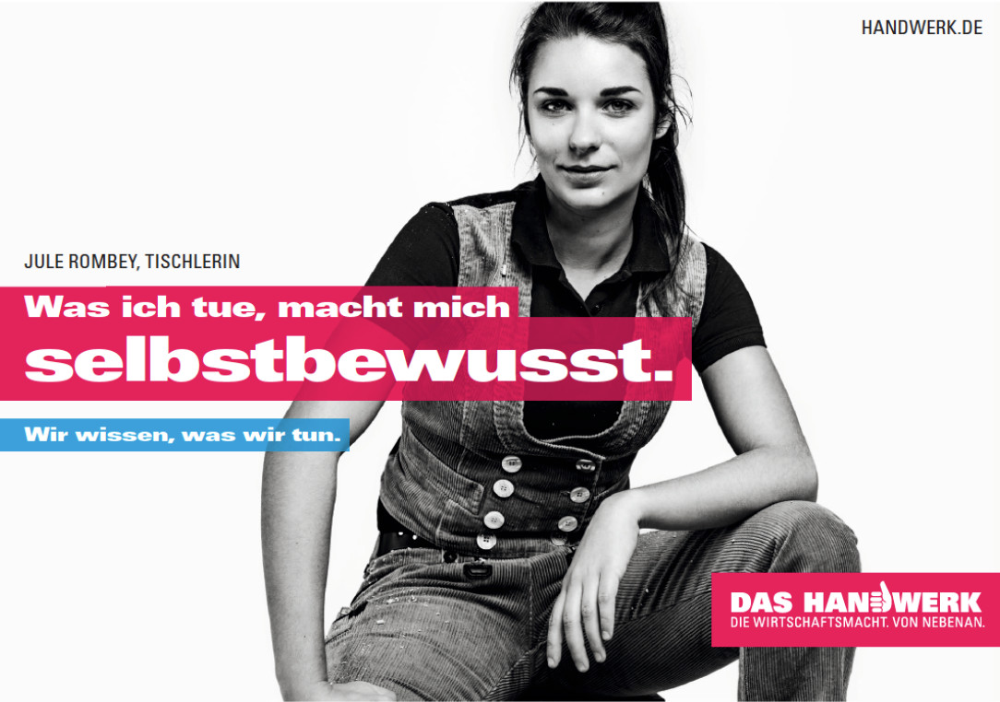 HANDWERK.DE
JULE ROMBEY, TISCHLERIN
Was ich tue, macht mich
selbstbewusst.
Wir wissen, was wir tun.
DAS HANDWERK
DIE WIRTSCHAFTSMACHT. VON NEBENAN.